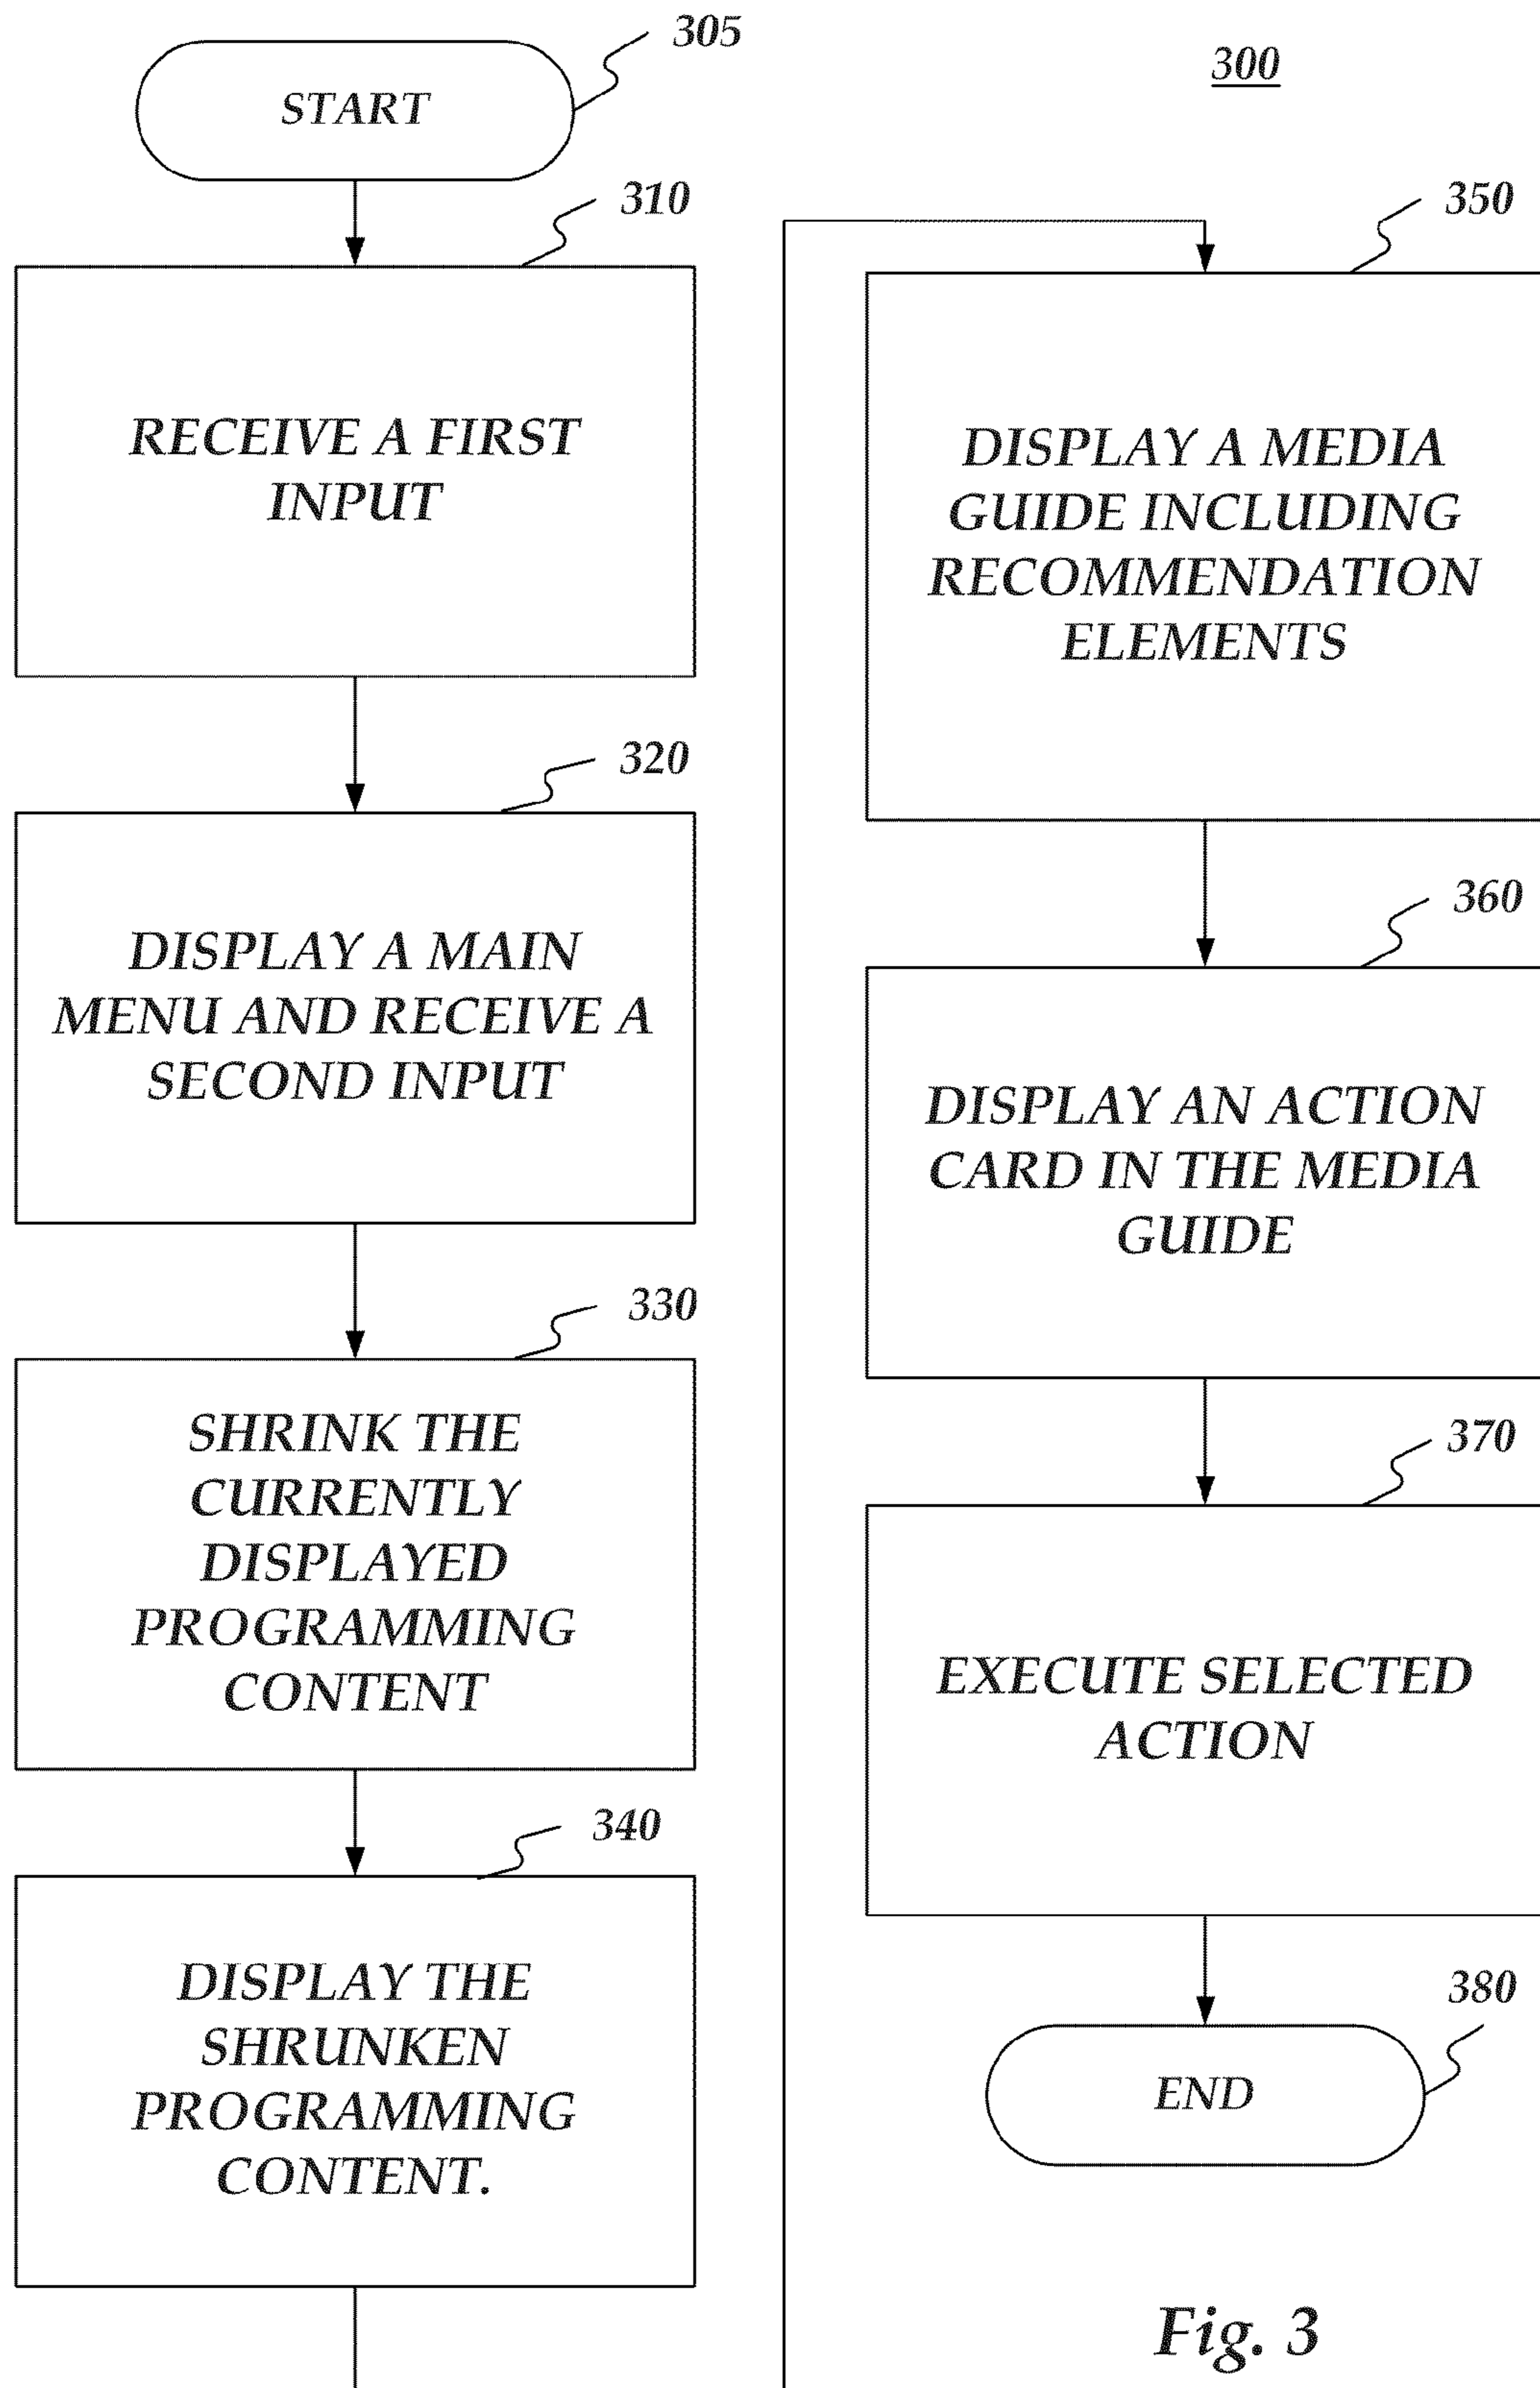 305
300
START
310
RECEIVE A FIRST
INPUT
320
DISPLAY A MAIN
MENU AND RECEIVE A
SECOND INPUT
330
SHRINK THE
CURRENTLY
DISPLAYED
PROGRAMMING
CONTENT
340
DISPLAY THE
SHRUNKEN
PROGRAMMING
CONTENT.
350
DISPLAY A MEDIA
GUIDE INCLUDING
RECOMMENDATION
ELEMENTS
360
DISPLAY AN ACTION
CARD IN THE MEDIA
GUIDE
370
EXECUTE SELECTED
ACTION
380
END
Fig. 3